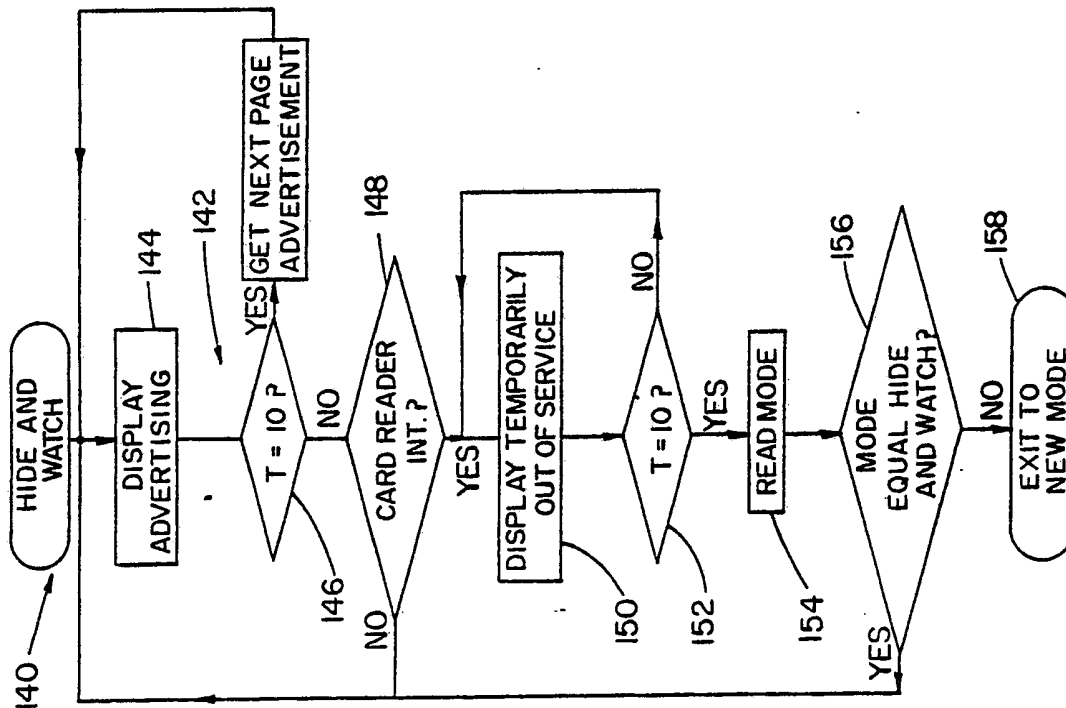 140
HIDE AND
WATCH
DISPLAY
ADVERTISING
144
142
T = 10 ?
146
YES
GET NEXT PAGE
ADVERTISEMENT
NO
CARD READER
INT. ?
148
NO
YES
DISPLAY TEMPORARILY
OUT OF SERVICE
150
T = 10 ?
152
NO
YES
READ MODE
154
MODE
EQUAL HIDE
AND WATCH?
156
YES
NO
EXIT TO
NEW MODE
158